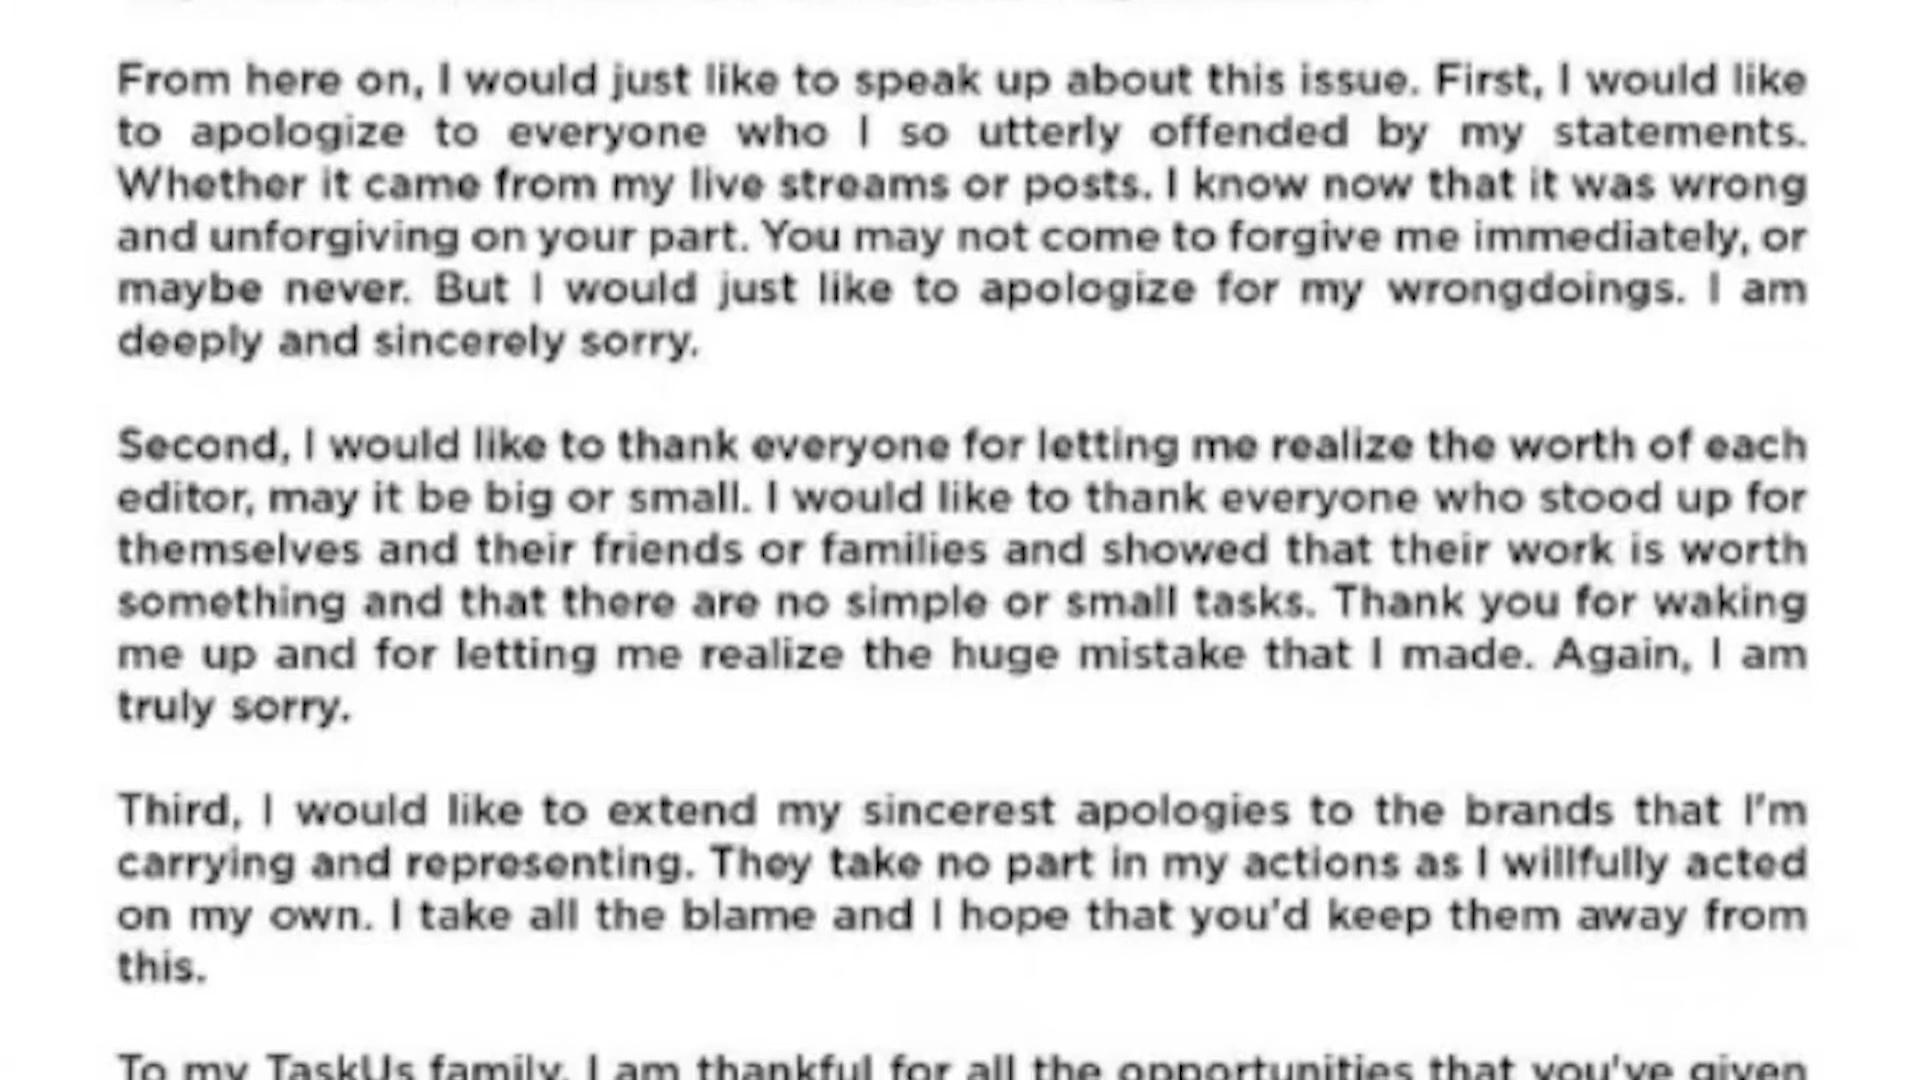 From here on, I would just like to speak up about this issue. First, I would like
to apologize to everyone who I so utterly offended by my statements.
Whether it came from my live streams or posts. I know now that it was wrong
and unforgiving on your part. You may not come to forgive me immediately, or
maybe never. But I would just like to apologize for my wrongdoings. I am
deeply and sincerely sorry.
Second, I would like to thank everyone for letting me realize the worth of each
editor, may it be big or small. I would like to thank everyone who stood up for
themselves and their friends or families and showed that their work is worth
something and that there are no simple or small tasks. Thank you for waking
me up and for letting me realize the huge mistake that I made. Again, I am
truly sorry.
Third, I would like to extend my sincerest apologies to the brands that I'm
carrying and representing. They take no part in my actions as I willfully acted
on my own. I take all the blame and I hope that you'd keep them away from
this.
To my TaskUs family, I am thankful for all the opportunities that you've given